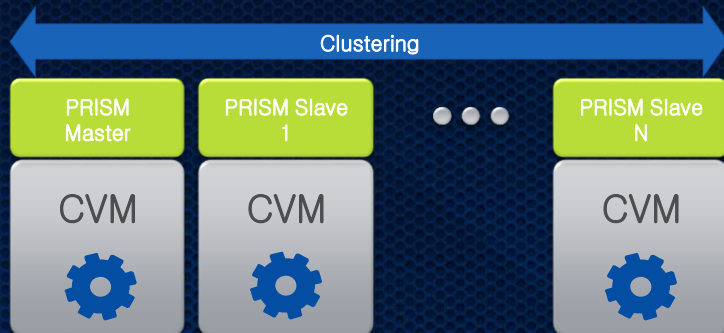 Clustering
PRISM
Master
PRISM Slave
1
PRISM Slave
N
CVM
CVM
CVM